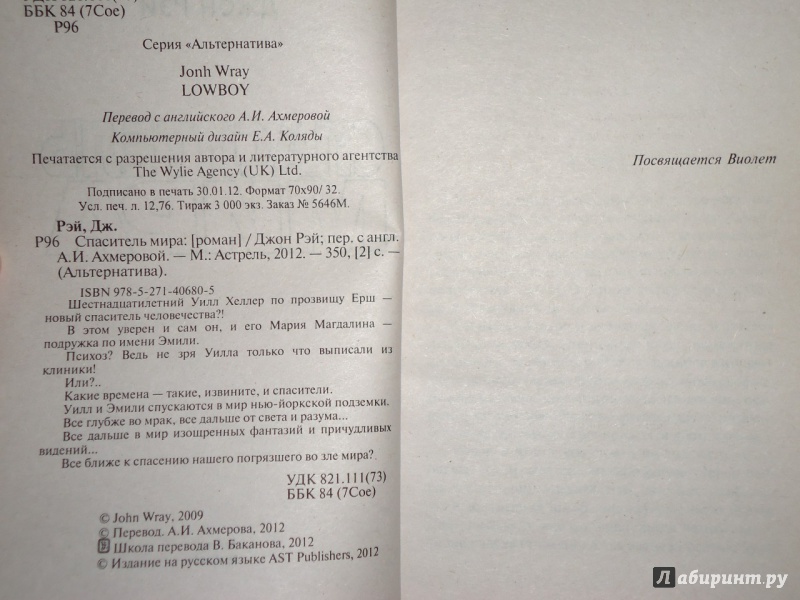 ББК 84 (7Сое)
Р96
Серия «Альтернатива»
Jonh Wray
LOWBOY
Перевод с английского А.И. Ахмеровой
Компьютерный дизайн Е.А. Коляды
Печатается с разрешения автора и литературного агентства
The Wylie Agency (UK) Ltd.
Подписано в печать 30.01.12. Формат 70х90/ 32.
Усл. печ. л. 12,76. Тираж 3 000 экз. Заказ № 5646М.
Рэй, Дж.
Р96 Спаситель мира: [роман] / Джон Рэй; пер. с англ.
А.И. Ахмеровой. — М.: Астрель, 2012. — 350, [2] с. —
(Альтернатива).
ISBN 978-5-271-40680-5
Шестнадцатилетний Уилл Хеллер по прозвищу Ерш —
новый спаситель человечества?!
В этом уверен и сам он, и его Мария Магдалина —
подружка по имени Эмили.
Психоз? Ведь не зря Уилла только что выписали из
клиники!
Или?..
Какие времена — такие, извините, и спасители.
Уилл и Эмили спускаются в мир нью-йоркской подземки.
Все глубже во мрак, все дальше от света и разума...
Все дальше в мир изощренных фантазий и причудливых
видений...
Все ближе к спасению нашего погрязшего во зле мира?
УДК 821.111(73)
ББК 84 (7Сое)
© John Wray, 2009
© Перевод. А.И. Ахмерова, 2012
Школа перевода В. Баканова, 2012
© Издание на русском языке AST Publishers, 2012
Посвящается Виолет
Лабиринт.ру